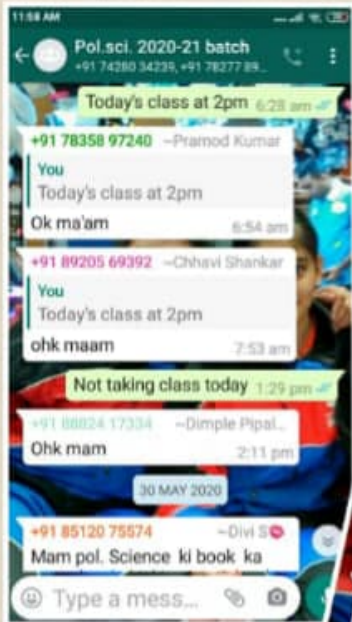 11:58 AM
Pol.sci. 2020-21 batch
+91 74280 34239, +91 78277 89...
Today's class at 2pm 6:28 am
+91 78358 97240 ~Pramod Kumar
You
Today's class at 2pm
Ok ma'am 6:54 am
+91 89205 69392 ~Chhavi Shankar
You
Today's class at 2pm
ohk maam 7:53 am
Not taking class today 1:29 pm
+91 88824 17334 ~Dimple Pipal...
Ohk mam 2:11 pm
30 MAY 2020
+91 85120 75574 ~Divi S
Mam pol. Science ki book ka
Type a mess...